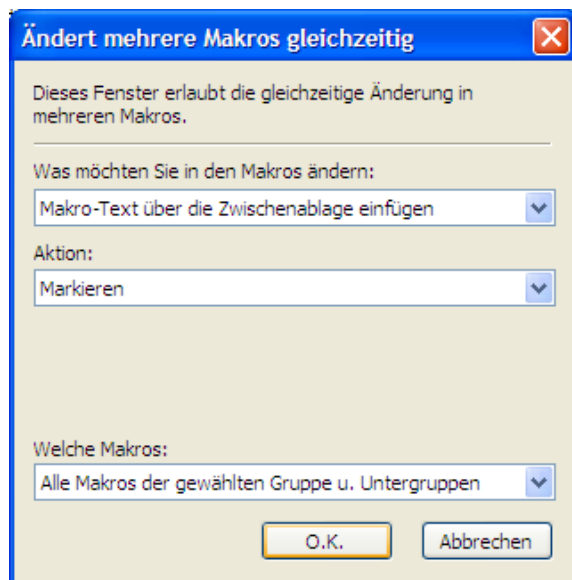 Ändert mehrere Makros gleichzeitig
Dieses Fenster erlaubt die gleichzeitige Änderung in
mehreren Makros.
Was möchten Sie in den Makros ändern:
Makro-Text über die Zwischenablage einfügen
Aktion:
Markieren
Welche Makros:
Alle Makros der gewählten Gruppe u. Untergruppen
O.K.
Abbrechen